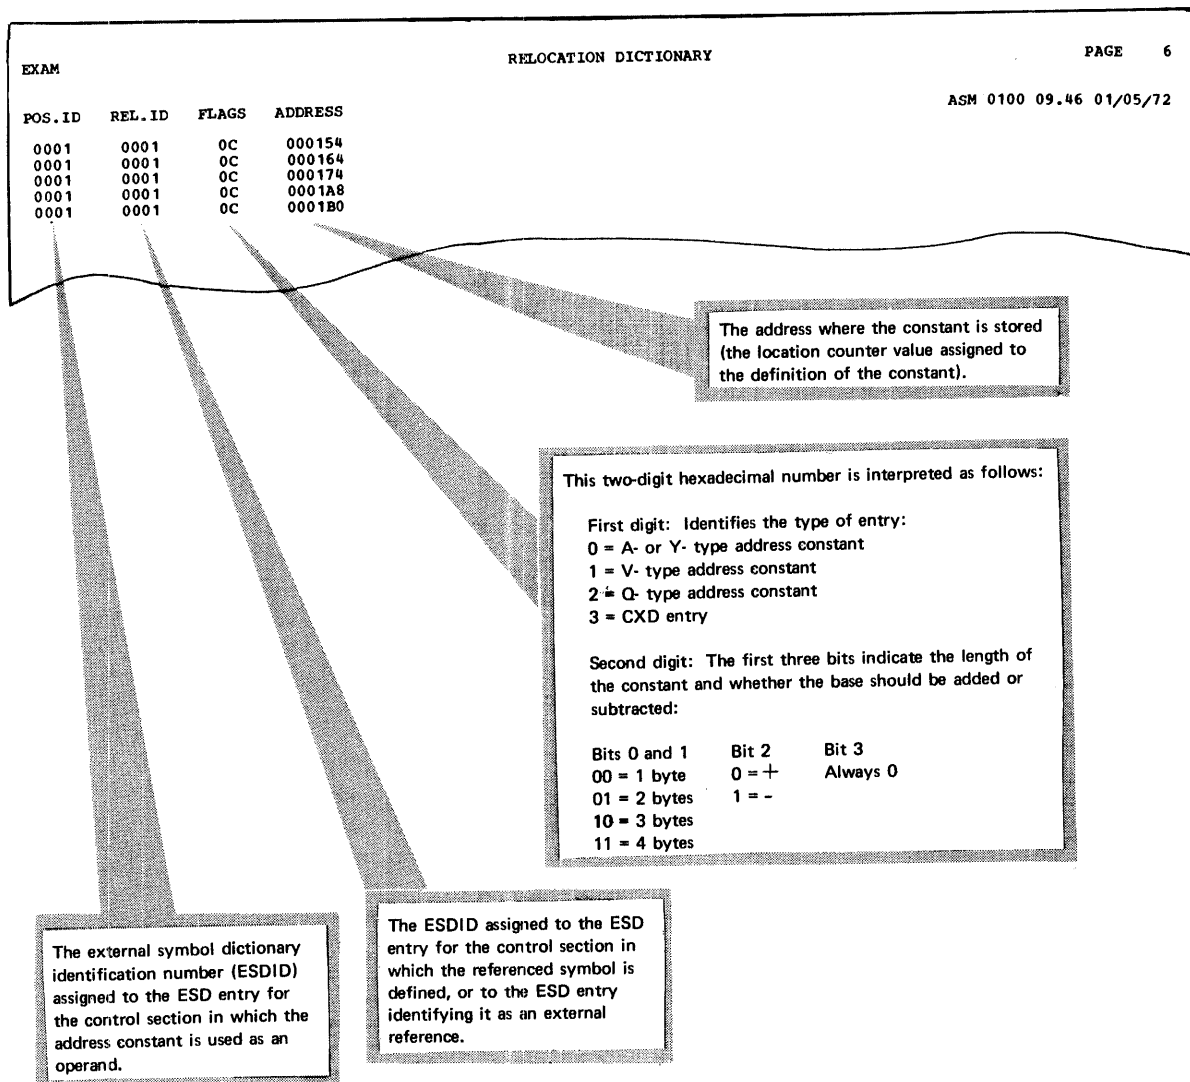 EXAM
RELOCATION DICTIONARY
PAGE 6
ASM 0100 09.46 01/05/72
POS.ID REL.ID FLAGS ADDRESS
0001 0001 0C 000154
0001 0001 0C 000164
0001 0001 0C 000174
0001 0001 0C 0001A8
0001 0001 0C 0001B0
The address where the constant is stored
(the location counter value assigned to
the definition of the constant).
This two-digit hexadecimal number is interpreted as follows:
First digit: Identifies the type of entry:
0 = A- or Y- type address constant
1 = V- type address constant
2 = Q- type address constant
3 = CXD entry
Second digit: The first three bits indicate the length of
the constant and whether the base should be added or
subtracted:
Bits 0 and 1 Bit 2 Bit 3
00 = 1 byte 0 = + Always 0
01 = 2 bytes 1 = -
10 = 3 bytes
11 = 4 bytes
The external symbol dictionary
identification number (ESDID)
assigned to the ESD entry for
the control section in which the
address constant is used as an
operand.
The ESDID assigned to the ESD
entry for the control section in
which the referenced symbol is
defined, or to the ESD entry
identifying it as an external
reference.